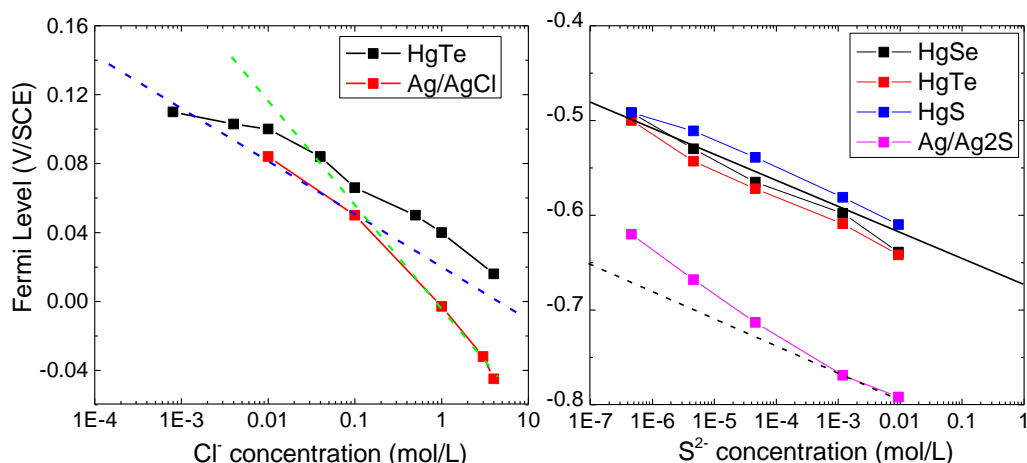 Fermi Level (V/SCE)
0.16
0.12
0.08
0.04
0.00
-0.04
1E-4 1E-3 0.01 0.1 1 10
Cl⁻ concentration (mol/L)
HgTe
Ag/AgCl
-0.4
-0.5
-0.6
-0.7
-0.8
1E-7 1E-6 1E-5 1E-4 1E-3 0.01 0.1 1
S²⁻ concentration (mol/L)
HgSe
HgTe
HgS
Ag/Ag2S